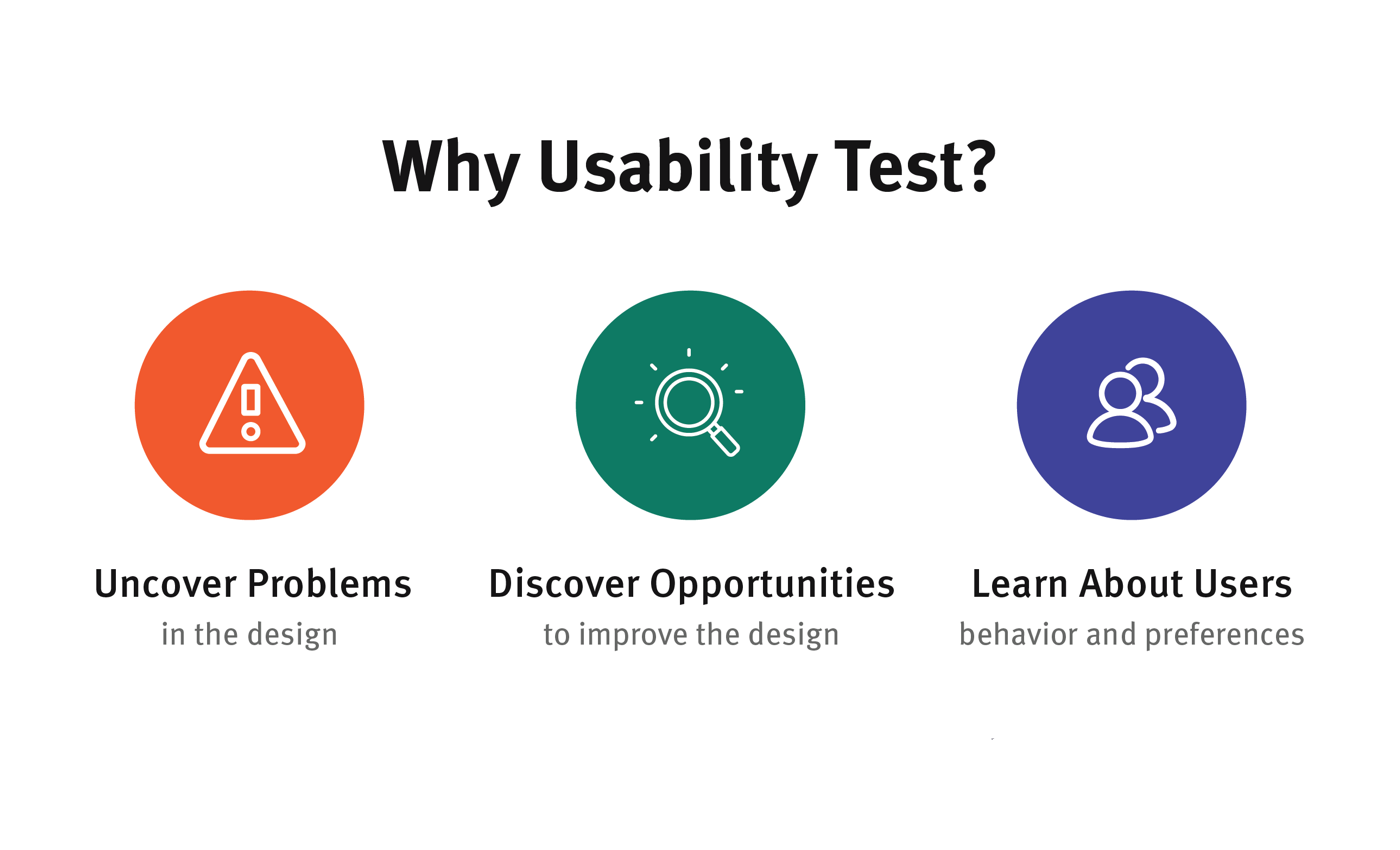 Why Usability Test?
Uncover Problems
in the design
Discover Opportunities
to improve the design
Learn About Users
behavior and preferences